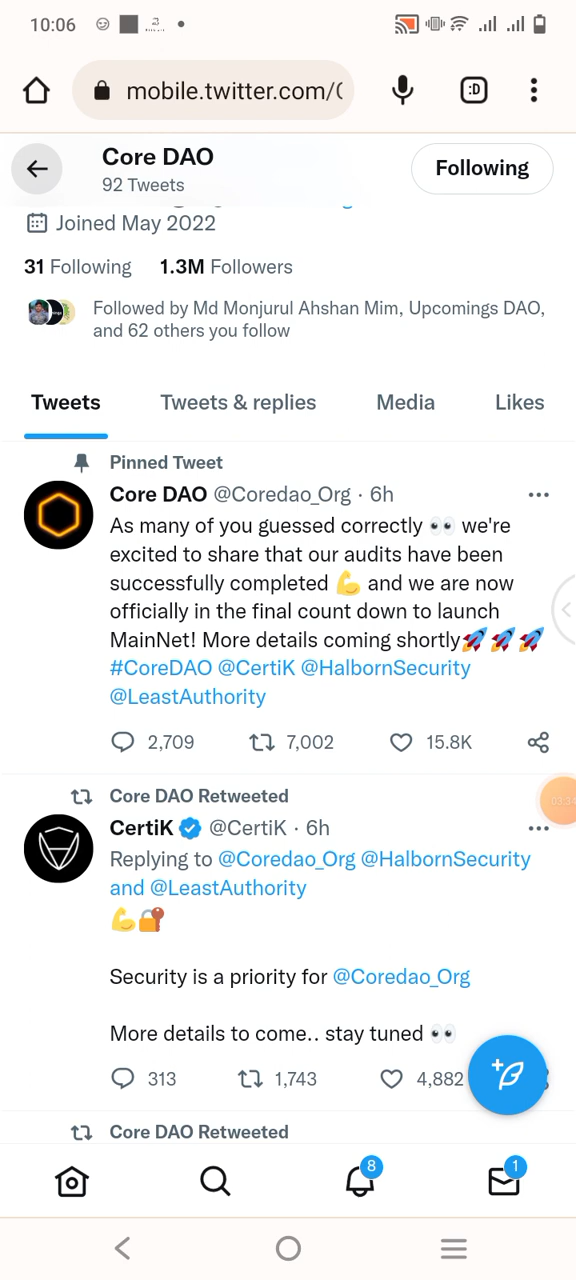 10:06
mobile.twitter.com/
:D
Core DAO
92 Tweets
Following
Joined May 2022
31 Following 1.3M Followers
Followed by Md Monjurul Ahshan Mim, Upcomings DAO,
and 62 others you follow
Tweets Tweets & replies Media Likes
Pinned Tweet
Core DAO @Coredao_Org · 6h
As many of you guessed correctly 👀 we're
excited to share that our audits have been
successfully completed 💪 and we are now
officially in the final count down to launch
MainNet! More details coming shortly🚀🚀🚀
#CoreDAO @CertiK @HalbornSecurity
@LeastAuthority
2,709 7,002 15.8K
Core DAO Retweeted
CertiK @CertiK · 6h
Replying to @Coredao_Org @HalbornSecurity
and @LeastAuthority
💪🔐
Security is a priority for @Coredao_Org
More details to come.. stay tuned 👀
313 1,743 4,882
Core DAO Retweeted
8 1